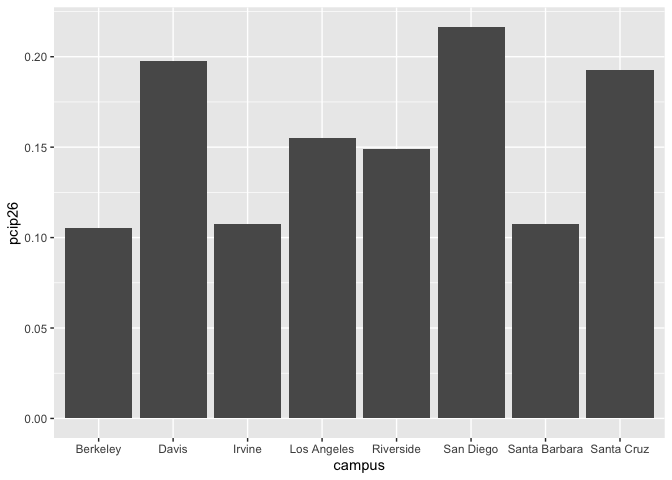 0.20
0.15
0.10
0.05
0.00
pcip26
Berkeley Davis Irvine Los Angeles Riverside San Diego Santa Barbara Santa Cruz
campus